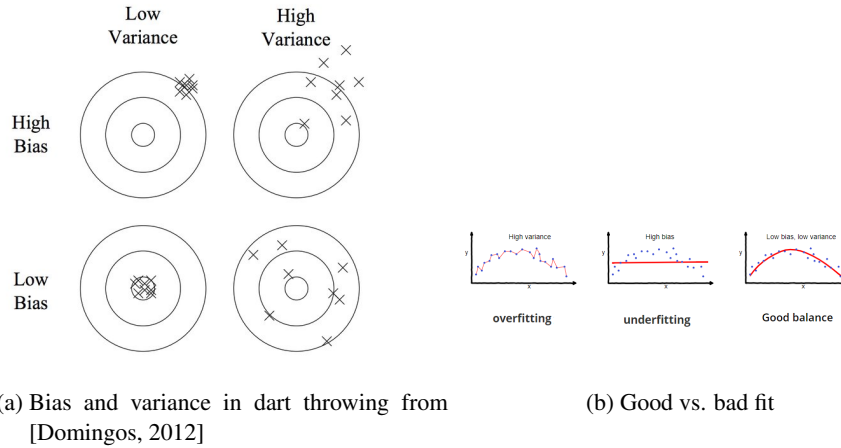 Low
Variance
High
Variance
High
Bias
Low
Bias
High variance
y
x
overfitting
High bias
y
x
underfitting
Low bias, low variance
y
x
Good balance
(a) Bias and variance in dart throwing from
[Domingos, 2012]
(b) Good vs. bad fit